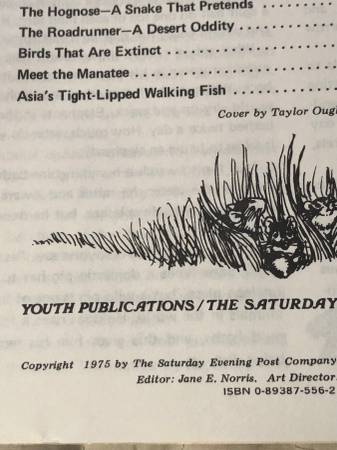 The Hognose—A Snake That Pretends . . . . . . . .
The Roadrunner—A Desert Oddity . . . . . . . . . . .
Birds That Are Extinct . . . . . . . . . . . . . . . . . . . . .
Meet the Manatee . . . . . . . . . . . . . . . . . . . . . . . .
Asia's Tight-Lipped Walking Fish . . . . . . . . . . . .
Cover by Taylor Ough
YOUTH PUBLICATIONS/THE SATURDAY
Copyright 1975 by The Saturday Evening Post Company
Editor: Jane E. Norris. Art Director
ISBN 0-89387-556-2